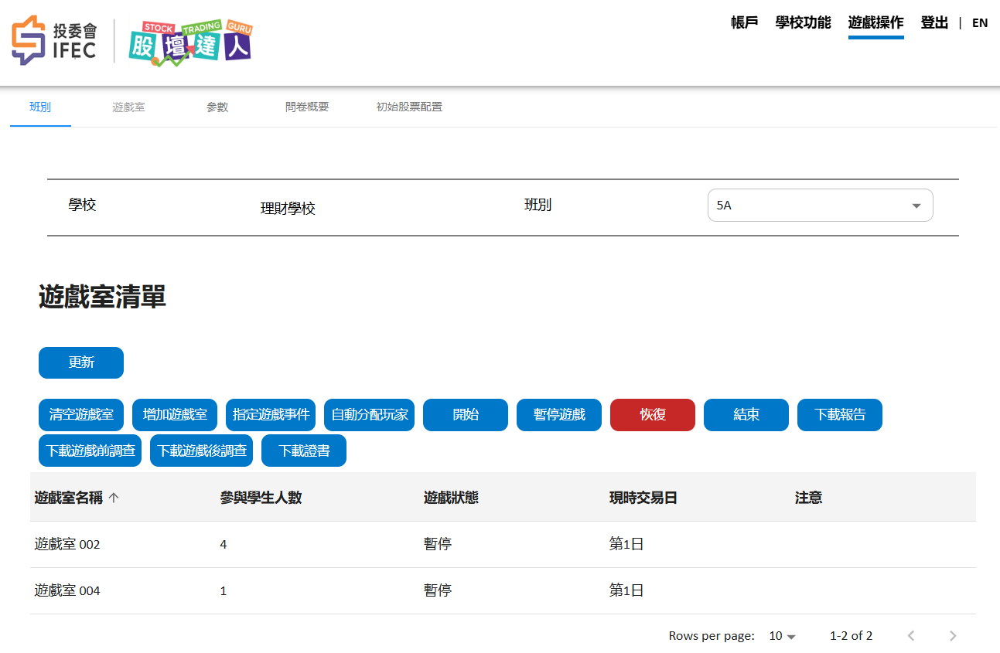 投委會
IFEC
STOCK TRADING GURU
股壇達人
帳戶 學校功能 遊戲操作 登出 | EN
班別 遊戲室 參數 問卷概要 初始股票配置
學校 理財學校 班別 5A
遊戲室清單
更新
清空遊戲室 增加遊戲室 指定遊戲事件 自動分配玩家 開始 暫停遊戲 恢復 結束 下載報告
下載遊戲前調查 下載遊戲後調查 下載證書
遊戲室名稱 參與學生人數 遊戲狀態 現時交易日 注意
遊戲室 002 4 暫停 第1日
遊戲室 004 1 暫停 第1日
Rows per page: 10 1-2 of 2